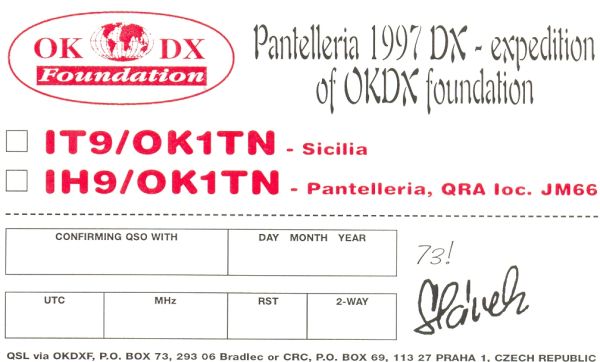 OK DX
Foundation
Pantelleria 1997 DX - expedition
of OKDX foundation
IT9/OK1TN - Sicilia
IH9/OK1TN - Pantelleria, QRA loc. JM66
CONFIRMING QSO WITH DAY MONTH YEAR
73!
Slávek
UTC MHz RST 2-WAY
QSL via OKDXF, P.O. BOX 73, 293 06 Bradlec or CRC, P.O. BOX 69, 113 27 PRAHA 1, CZECH REPUBLIC